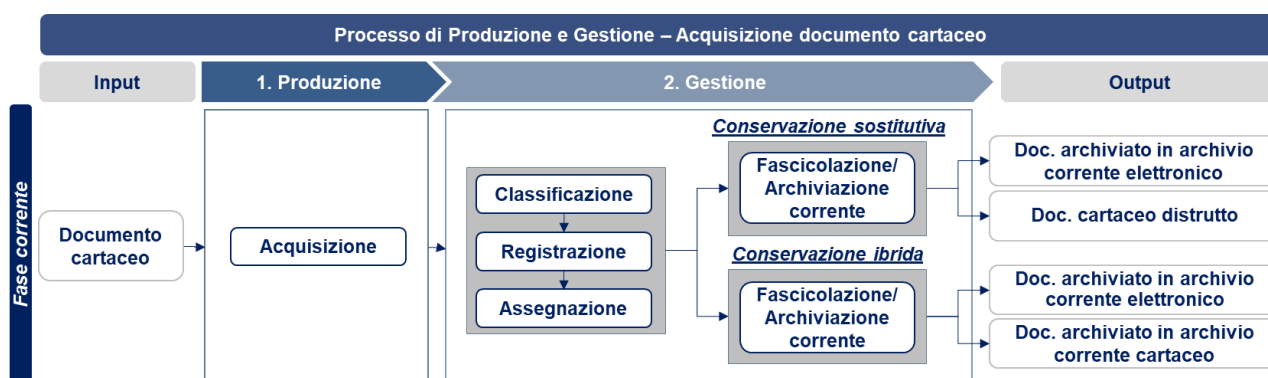 Processo di Produzione e Gestione – Acquisizione documento cartaceo
Input
1. Produzione
2. Gestione
Output
Fase corrente
Documento
cartaceo
Acquisizione
Classificazione
Registrazione
Assegnazione
Conservazione sostitutiva
Fascicolazione/
Archiviazione
corrente
Conservazione ibrida
Fascicolazione/
Archiviazione
corrente
Doc. archiviato in archivio
corrente elettronico
Doc. cartaceo distrutto
Doc. archiviato in archivio
corrente elettronico
Doc. archiviato in archivio
corrente cartaceo